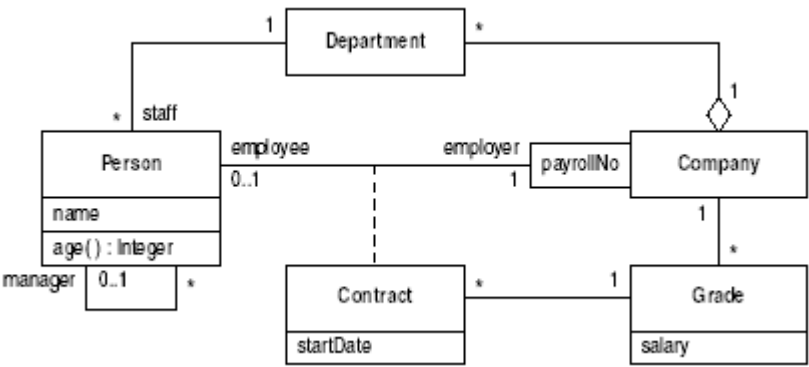 1
Department
*
1
* staff
Person
name
age() : Integer
employee
0..1
employer
1
payrollNo
Company
1
*
manager
0..1
*
Contract
startDate
*
1
Grade
salary